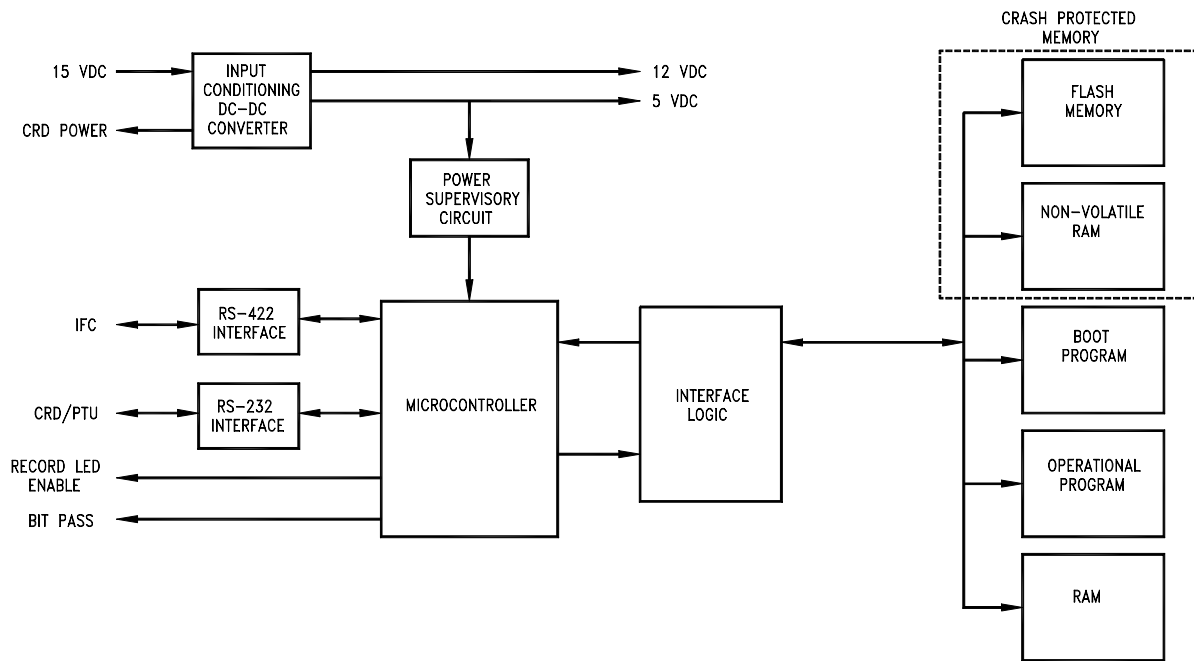 CRASH PROTECTED
MEMORY
15 VDC
INPUT
CONDITIONING
DC-DC
CONVERTER
12 VDC
5 VDC
CRD POWER
FLASH
MEMORY
POWER
SUPERVISORY
CIRCUIT
NON-VOLATILE
RAM
IFC
RS-422
INTERFACE
BOOT
PROGRAM
CRD/PTU
RS-232
INTERFACE
MICROCONTROLLER
INTERFACE
LOGIC
RECORD LED
ENABLE
BIT PASS
OPERATIONAL
PROGRAM
RAM